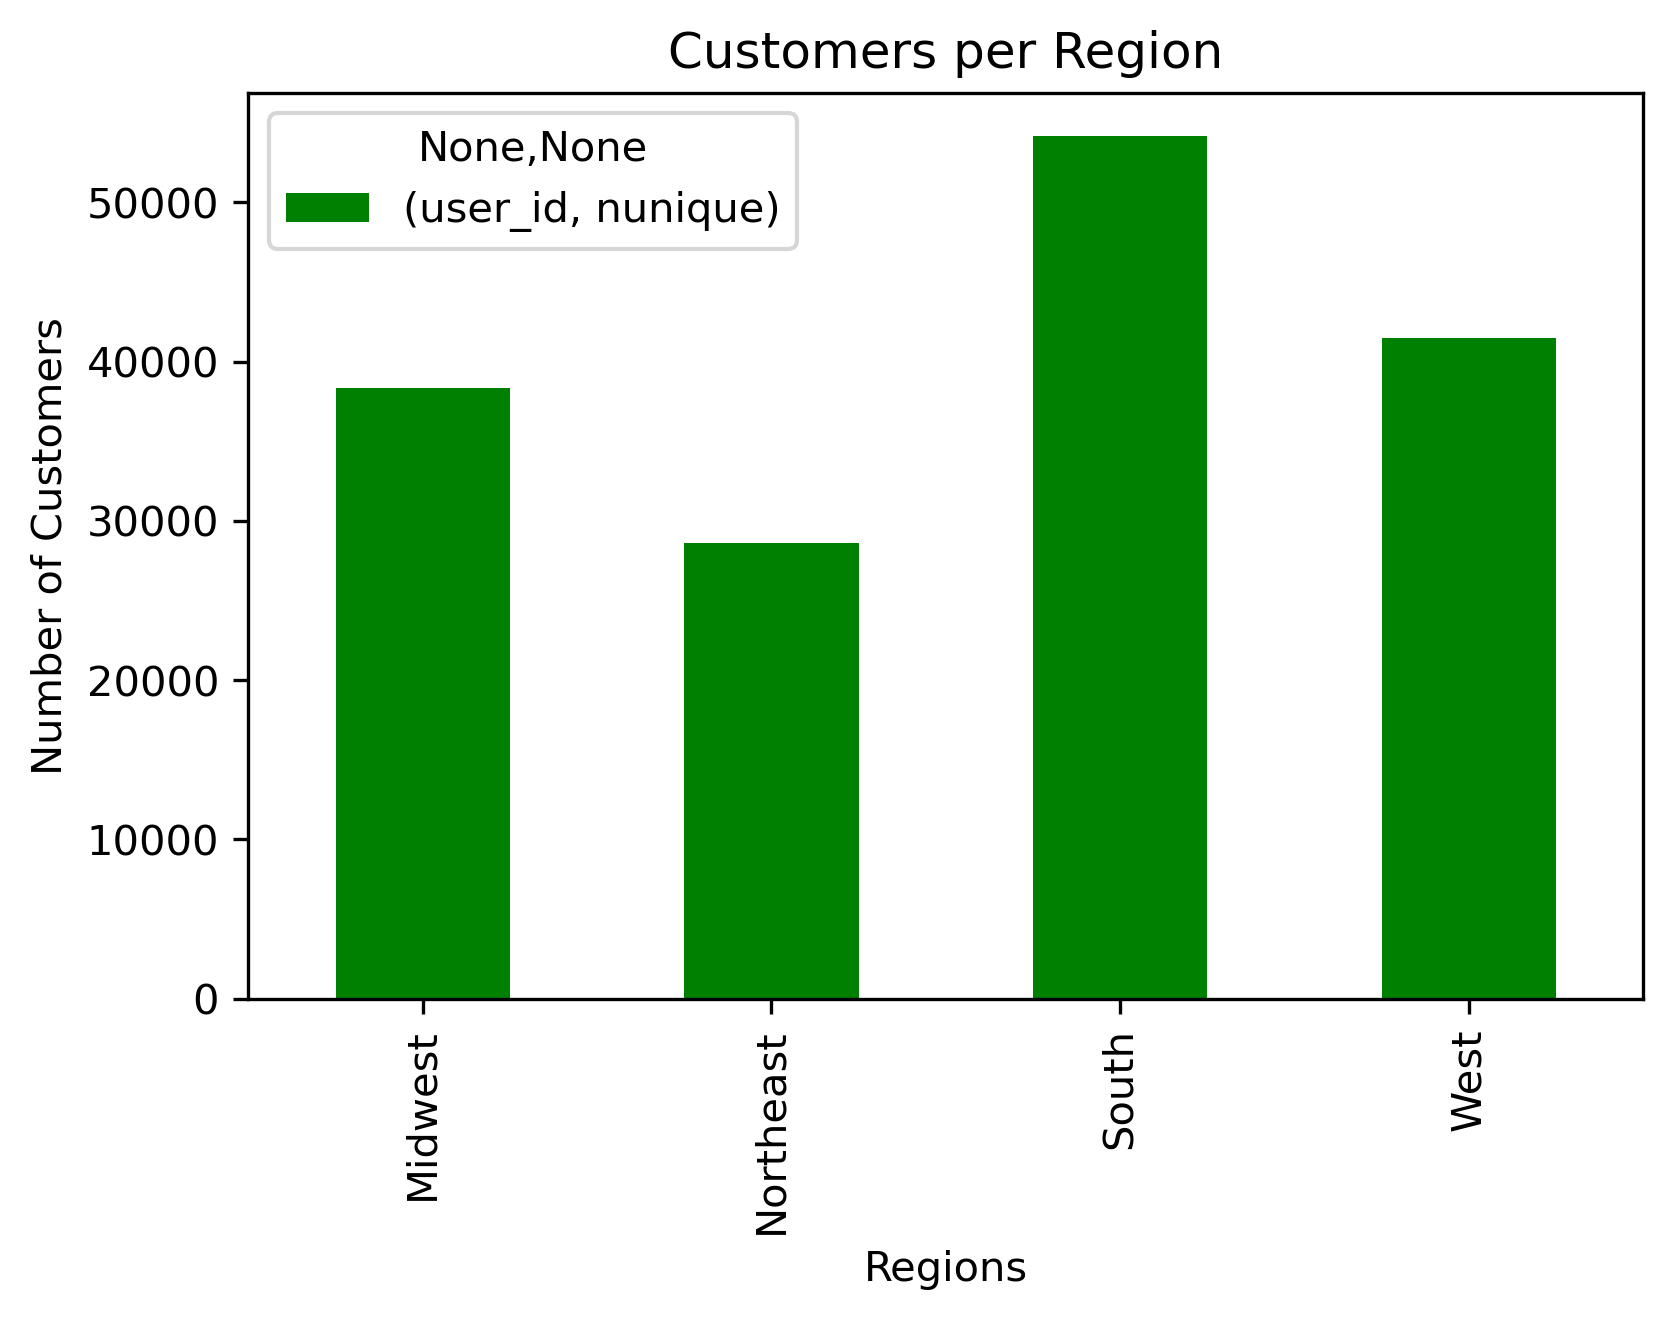 Customers per Region
None,None
(user_id, nunique)
Number of Customers
50000
40000
30000
20000
10000
0
Midwest
Northeast
South
West
Regions